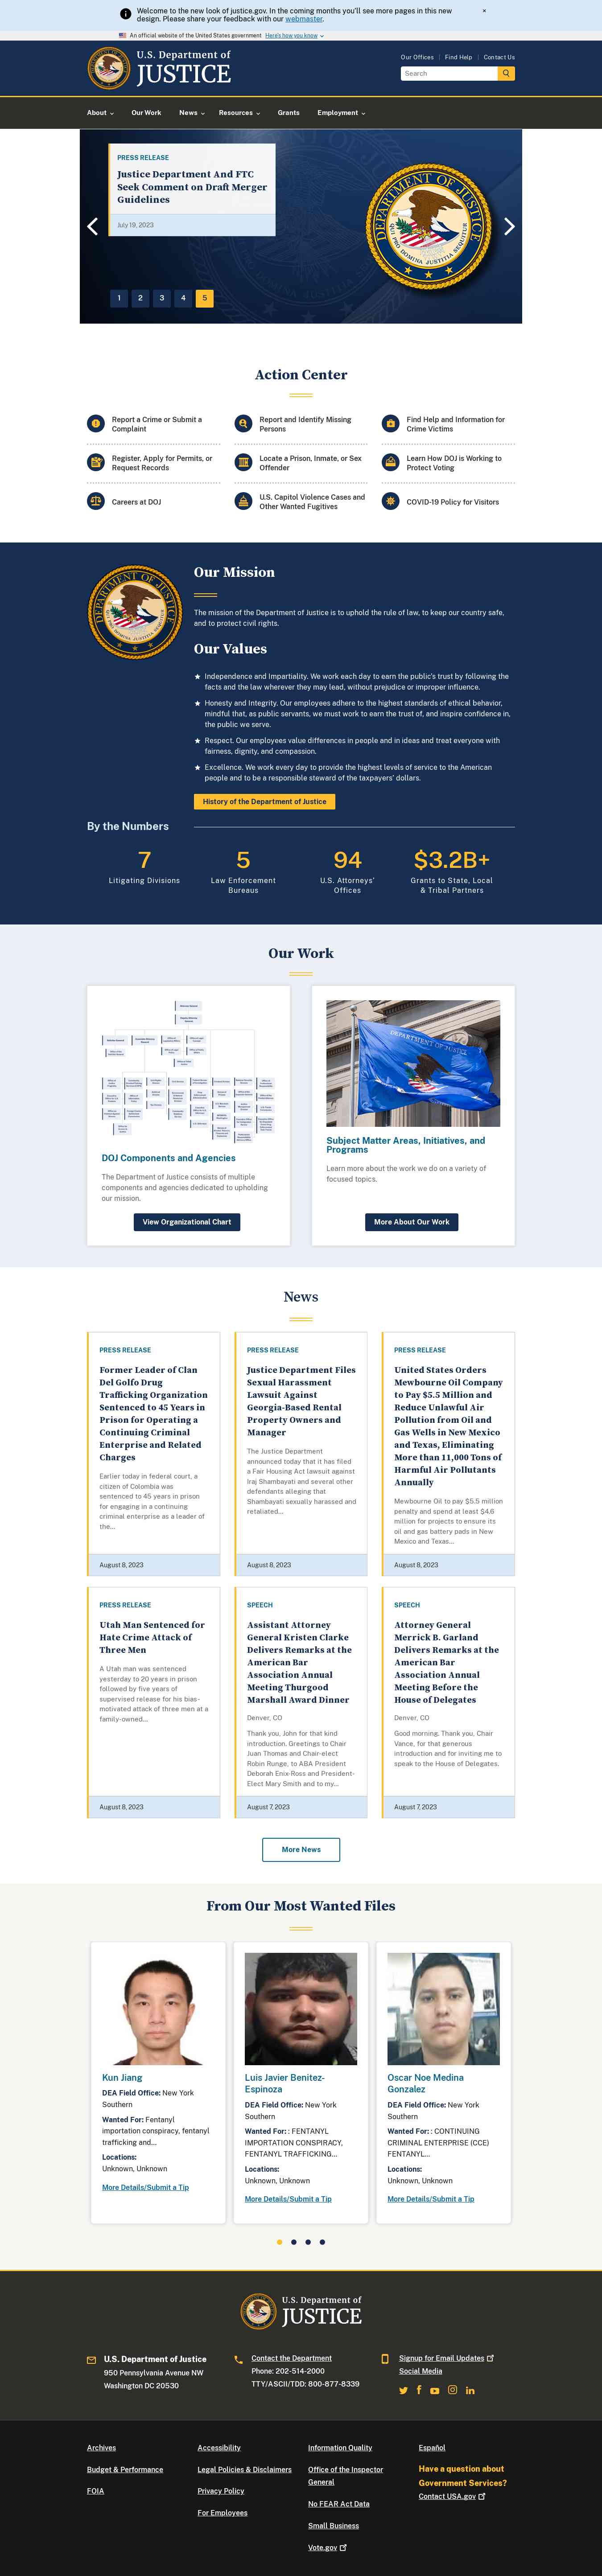 Welcome to the new look of justice.gov. In the coming months you'll see more pages in this new
design. Please share your feedback with our webmaster.
×
An official website of the United States government Here's how you know
U.S. Department of
JUSTICE
Our Offices | Find Help | Contact Us
Search
About
Our Work
News
Resources
Grants
Employment
PRESS RELEASE
Justice Department And FTC
Seek Comment on Draft Merger
Guidelines
July 19, 2023
1 2 3 4 5
Action Center
Report a Crime or Submit a
Complaint
Report and Identify Missing
Persons
Find Help and Information for
Crime Victims
Register, Apply for Permits, or
Request Records
Locate a Prison, Inmate, or Sex
Offender
Learn How DOJ is Working to
Protect Voting
Careers at DOJ
U.S. Capitol Violence Cases and
Other Wanted Fugitives
COVID-19 Policy for Visitors
Our Mission
The mission of the Department of Justice is to uphold the rule of law, to keep our country safe,
and to protect civil rights.
Our Values
Independence and Impartiality. We work each day to earn the public's trust by following the
facts and the law wherever they may lead, without prejudice or improper influence.
Honesty and Integrity. Our employees adhere to the highest standards of ethical behavior,
mindful that, as public servants, we must work to earn the trust of, and inspire confidence in,
the public we serve.
Respect. Our employees value differences in people and in ideas and treat everyone with
fairness, dignity, and compassion.
Excellence. We work every day to provide the highest levels of service to the American
people and to be a responsible steward of the taxpayers' dollars.
History of the Department of Justice
By the Numbers
7
Litigating Divisions
5
Law Enforcement
Bureaus
94
U.S. Attorneys'
Offices
$3.2B+
Grants to State, Local
& Tribal Partners
Our Work
DOJ Components and Agencies
The Department of Justice consists of multiple
components and agencies dedicated to upholding
our mission.
View Organizational Chart
Subject Matter Areas, Initiatives, and
Programs
Learn more about the work we do on a variety of
focused topics.
More About Our Work
News
PRESS RELEASE
Former Leader of Clan
Del Golfo Drug
Trafficking Organization
Sentenced to 45 Years in
Prison for Operating a
Continuing Criminal
Enterprise and Related
Charges
Earlier today in federal court, a
citizen of Colombia was
sentenced to 45 years in prison
for engaging in a continuing
criminal enterprise as a leader of
the...
August 8, 2023
PRESS RELEASE
Justice Department Files
Sexual Harassment
Lawsuit Against
Georgia-Based Rental
Property Owners and
Manager
The Justice Department
announced today that it has filed
a Fair Housing Act lawsuit against
Iraj Shambayati and several other
defendants alleging that
Shambayati sexually harassed and
retaliated...
August 8, 2023
PRESS RELEASE
United States Orders
Mewbourne Oil Company
to Pay $5.5 Million and
Reduce Unlawful Air
Pollution from Oil and
Gas Wells in New Mexico
and Texas, Eliminating
More than 11,000 Tons of
Harmful Air Pollutants
Annually
Mewbourne Oil to pay $5.5 million
penalty and spend at least $4.6
million for projects to ensure its
oil and gas battery pads in New
Mexico and Texas...
August 8, 2023
PRESS RELEASE
Utah Man Sentenced for
Hate Crime Attack of
Three Men
A Utah man was sentenced
yesterday to 20 years in prison
followed by five years of
supervised release for his bias-
motivated attack of three men at a
family-owned...
August 8, 2023
SPEECH
Assistant Attorney
General Kristen Clarke
Delivers Remarks at the
American Bar
Association Annual
Meeting Thurgood
Marshall Award Dinner
Denver, CO
Thank you, John for that kind
introduction. Greetings to Chair
Juan Thomas and Chair-elect
Robin Runge, to ABA President
Deborah Enix-Ross and President-
Elect Mary Smith and to my...
August 7, 2023
SPEECH
Attorney General
Merrick B. Garland
Delivers Remarks at the
American Bar
Association Annual
Meeting Before the
House of Delegates
Denver, CO
Good morning. Thank you, Chair
Vance, for that generous
introduction and for inviting me to
speak to the House of Delegates.
August 7, 2023
More News
From Our Most Wanted Files
Kun Jiang
DEA Field Office: New York
Southern
Wanted For: Fentanyl
importation conspiracy, fentanyl
trafficking and...
Locations:
Unknown, Unknown
More Details/Submit a Tip
Luis Javier Benitez-
Espinoza
DEA Field Office: New York
Southern
Wanted For: : FENTANYL
IMPORTATION CONSPIRACY,
FENTANYL TRAFFICKING...
Locations:
Unknown, Unknown
More Details/Submit a Tip
Oscar Noe Medina
Gonzalez
DEA Field Office: New York
Southern
Wanted For: : CONTINUING
CRIMINAL ENTERPRISE (CCE)
FENTANYL...
Locations:
Unknown, Unknown
More Details/Submit a Tip
U.S. Department of
JUSTICE
U.S. Department of Justice
950 Pennsylvania Avenue NW
Washington DC 20530
Contact the Department
Phone: 202-514-2000
TTY/ASCII/TDD: 800-877-8339
Signup for Email Updates
Social Media
Archives
Budget & Performance
FOIA
Accessibility
Legal Policies & Disclaimers
Privacy Policy
For Employees
Information Quality
Office of the Inspector
General
No FEAR Act Data
Small Business
Vote.gov
Español
Have a question about
Government Services?
Contact USA.gov